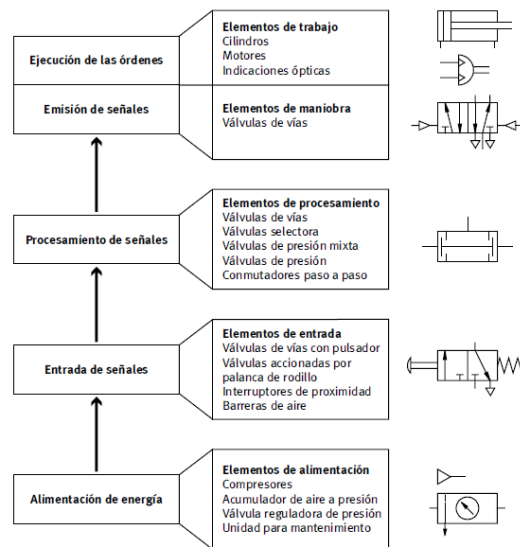 Ejecución de las órdenes
Elementos de trabajo
Cilindros
Motores
Indicaciones ópticas
Emisión de señales
Elementos de maniobra
Válvulas de vías
Procesamiento de señales
Elementos de procesamiento
Válvulas de vías
Válvulas selectora
Válvulas de presión mixta
Válvulas de presión
Conmutadores paso a paso
Entrada de señales
Elementos de entrada
Válvulas de vías con pulsador
Válvulas accionadas por
palanca de rodillo
Interruptores de proximidad
Barreras de aire
Alimentación de energía
Elementos de alimentación
Compresores
Acumulador de aire a presión
Válvula reguladora de presión
Unidad para mantenimiento